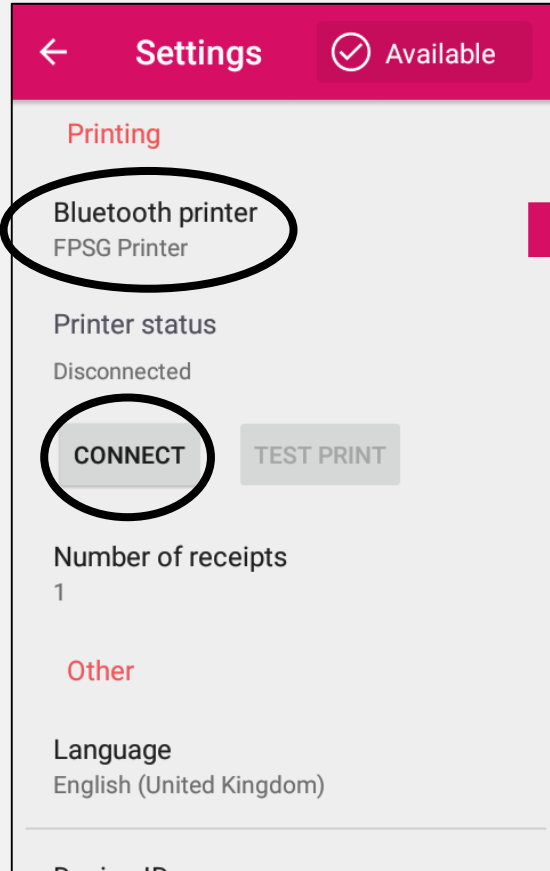 Settings
Available
Printing
Bluetooth printer
FPSG Printer
Printer status
Disconnected
CONNECT
TEST PRINT
Number of receipts
1
Other
Language
English (United Kingdom)